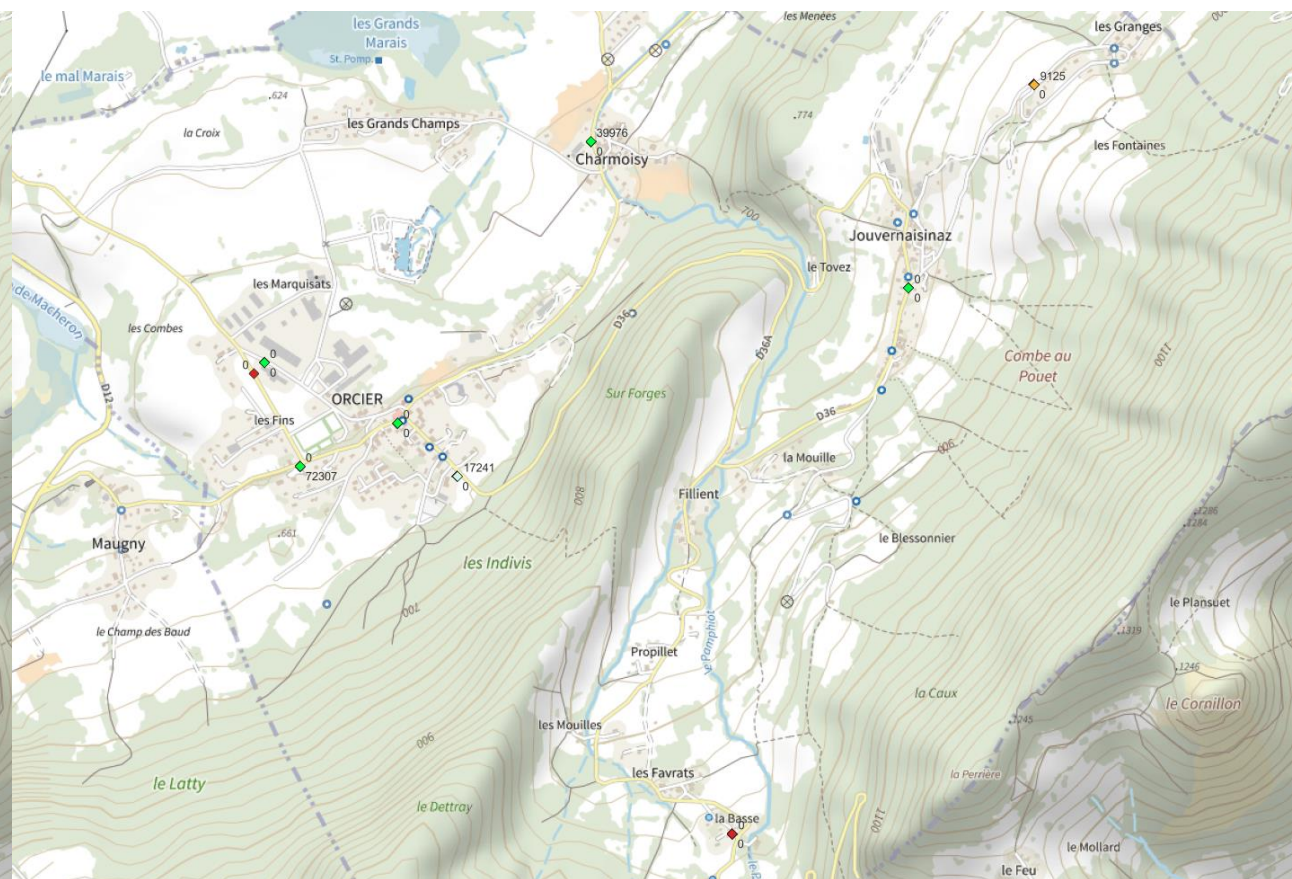 les Grands
Marais
St. Pomp.
le mal Marais
.624
la Croix
les Grands Champs
39976
0
Charmoisy
les Menées
les Granges
9125
0
.774
les Fontaines
700
Jouvernaisinaz
le Tovez
0
0
les Marquisats
de Macheron
les Combes
D36
D36A
1100
Combe au
Pouet
0
0
0
ORCIER
les Fins
D12
0
0
Sur Forges
D36
900
0
72307
17241
0
la Mouille
Fillient
800
.661
Maugny
les Indivis
le Blessonnier
.1286
.1284
700
le Champ des Baud
le Plansuet
.1319
Propillet
le Pamphiot
.1246
la Caux
le Cornillon
.1245
les Mouilles
900
les Favrats
la Perrière
le Latty
le Dettray
la Basse
0
0
1100
le Mollard
le Feu